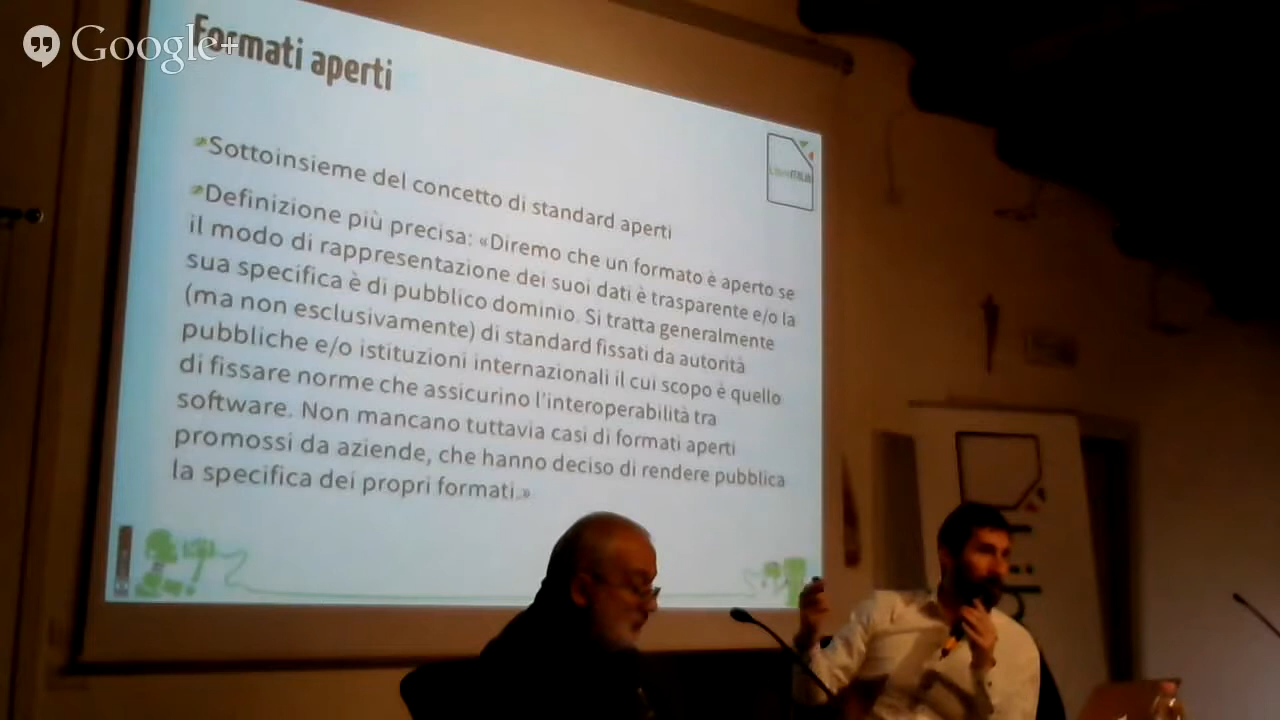 Google+
Formati aperti
Sottoinsieme del concetto di standard aperti
Definizione più precisa: «Diremo che un formato è aperto se
il modo di rappresentazione dei suoi dati è trasparente e/o la
sua specifica è di pubblico dominio. Si tratta generalmente
(ma non esclusivamente) di standard fissati da autorità
pubbliche e/o istituzioni internazionali il cui scopo è quello
di fissare norme che assicurino l'interoperabilità tra
software. Non mancano tuttavia casi di formati aperti
promossi da aziende, che hanno deciso di rendere pubblica
la specifica dei propri formati.»
LibreITALIA